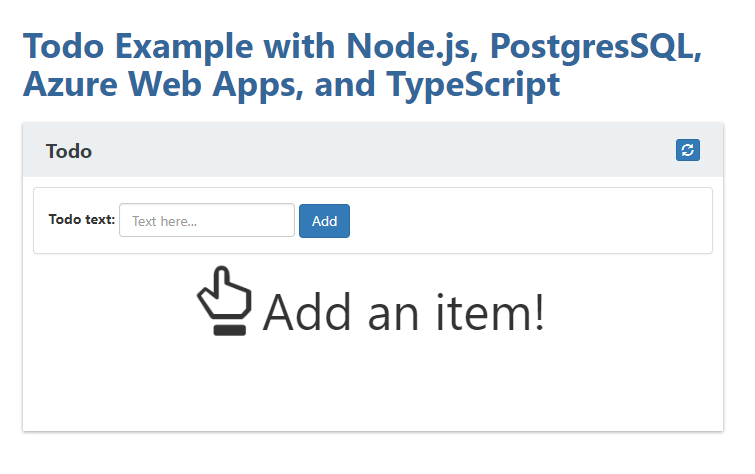 Todo Example with Node.js, PostgresSQL,
Azure Web Apps, and TypeScript
Todo
Todo text: Text here... Add
Add an item!